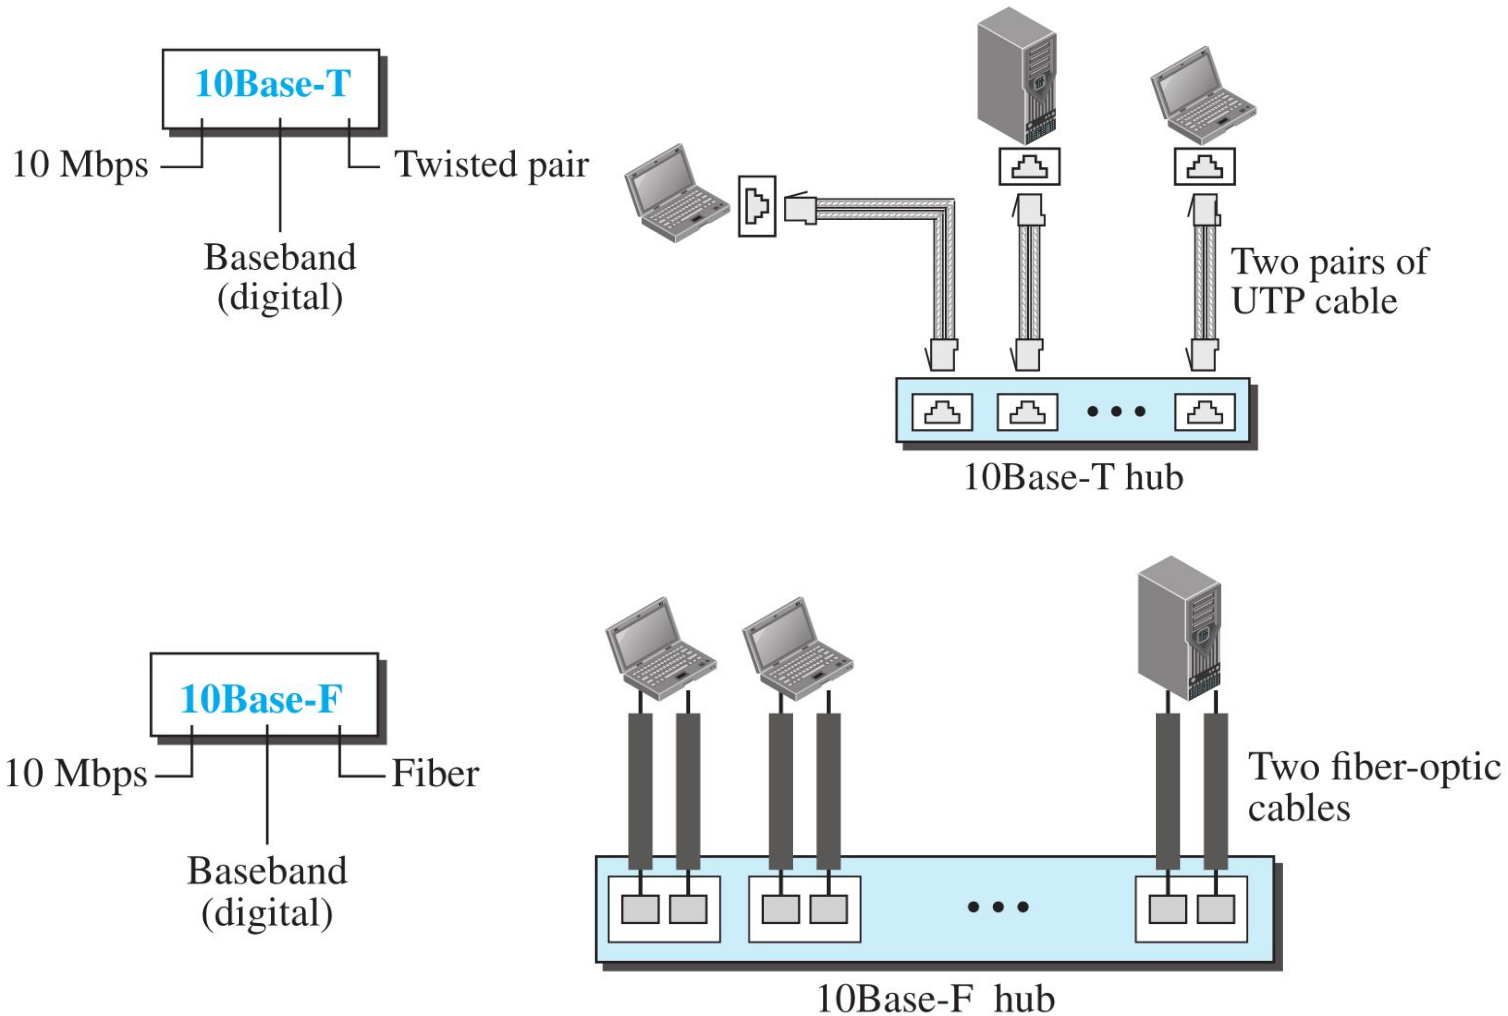 10Base-T
10 Mbps
Twisted pair
Baseband
(digital)
Two pairs of
UTP cable
10Base-T hub
10Base-F
10 Mbps
Fiber
Baseband
(digital)
Two fiber-optic
cables
10Base-F hub